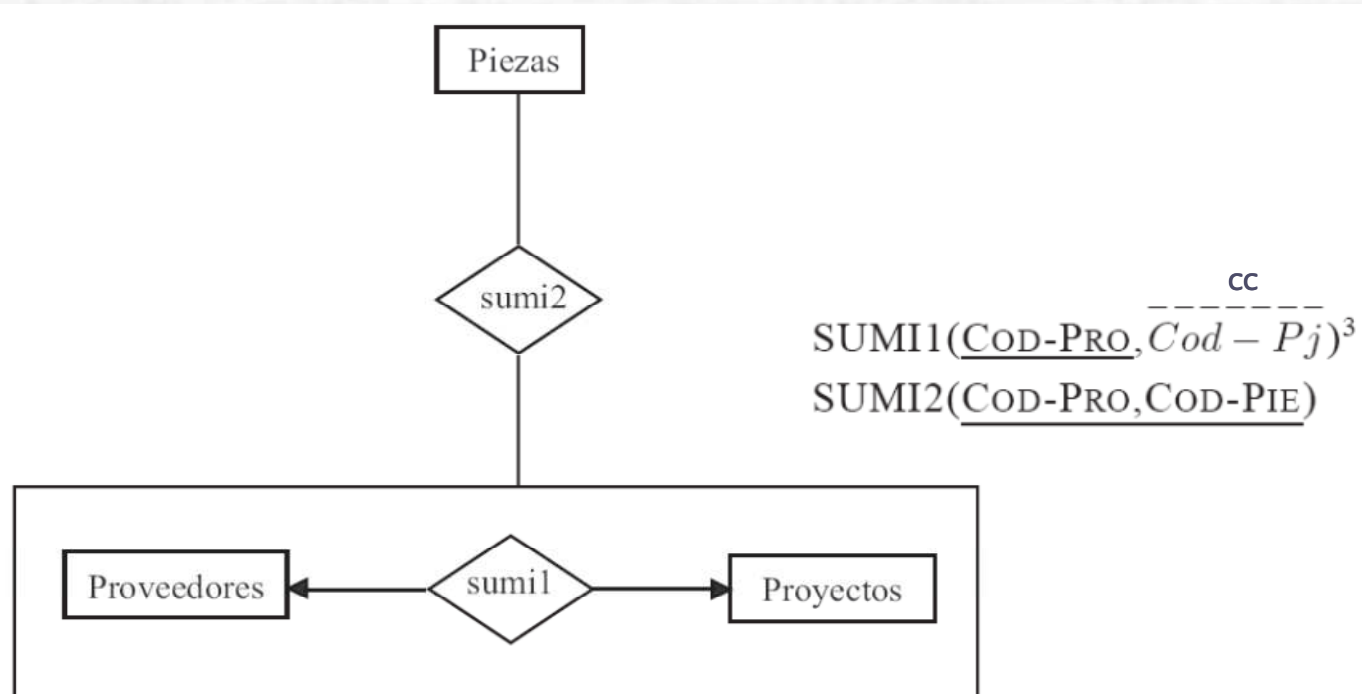 Piezas
sumi2
CC
SUMI1(COD-PRO,Cod – Pj)³
SUMI2(COD-PRO,COD-PIE)
Proveedores
sumi1
Proyectos